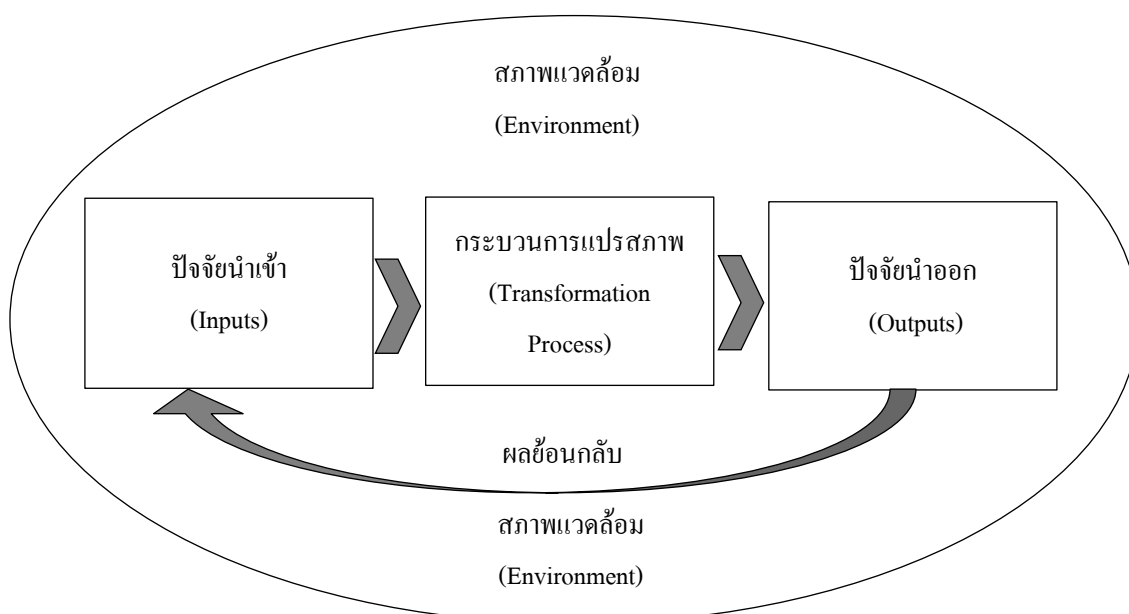 สภาพแวดล้อม
(Environment)
ปัจจัยนำเข้า
(Inputs)
กระบวนการแปรสภาพ
(Transformation
Process)
ปัจจัยนำออก
(Outputs)
ผลย้อนกลับ
สภาพแวดล้อม
(Environment)